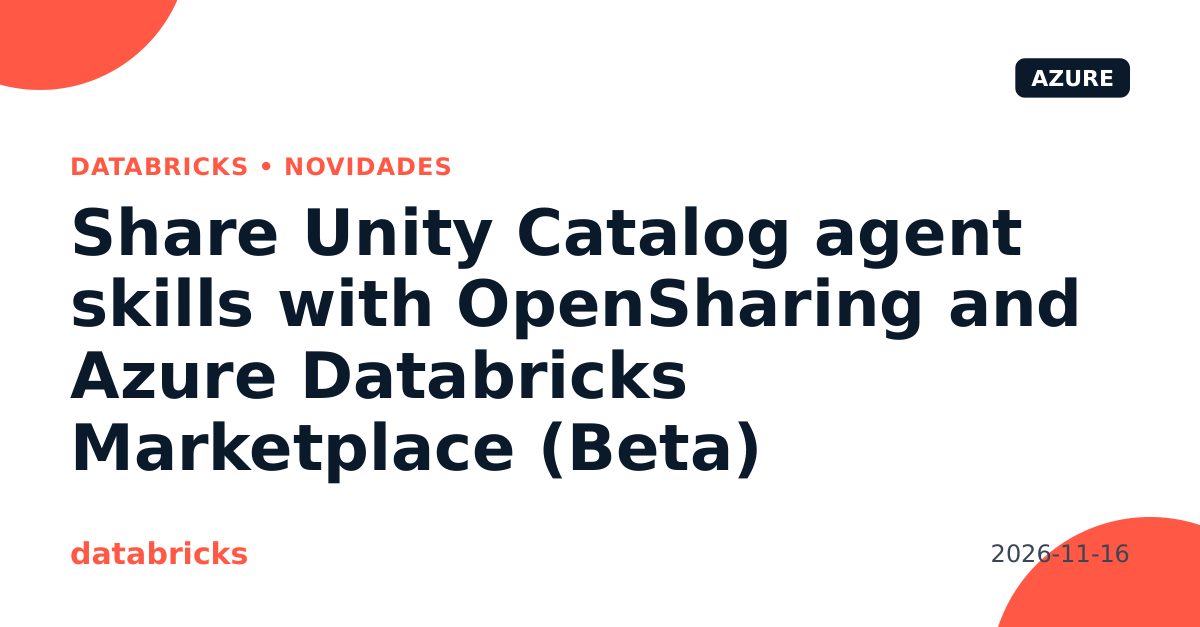 AZURE
DATABRICKS • NOVIDADES
Share Unity Catalog agent
skills with OpenSharing and
Azure Databricks
Marketplace (Beta)
databricks
2026-11-16